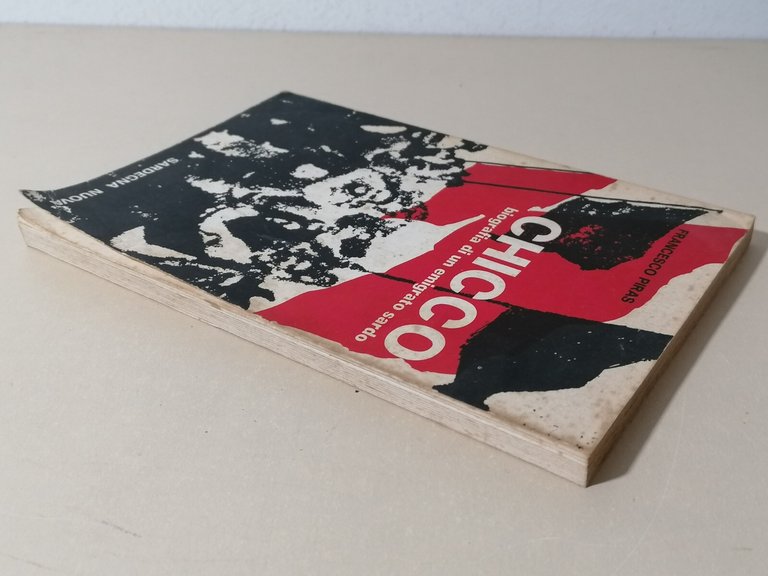 FRANCESCO PIRAS
CHICCO
biografia di un emigrato sardo
SARDEGNA NUOVA